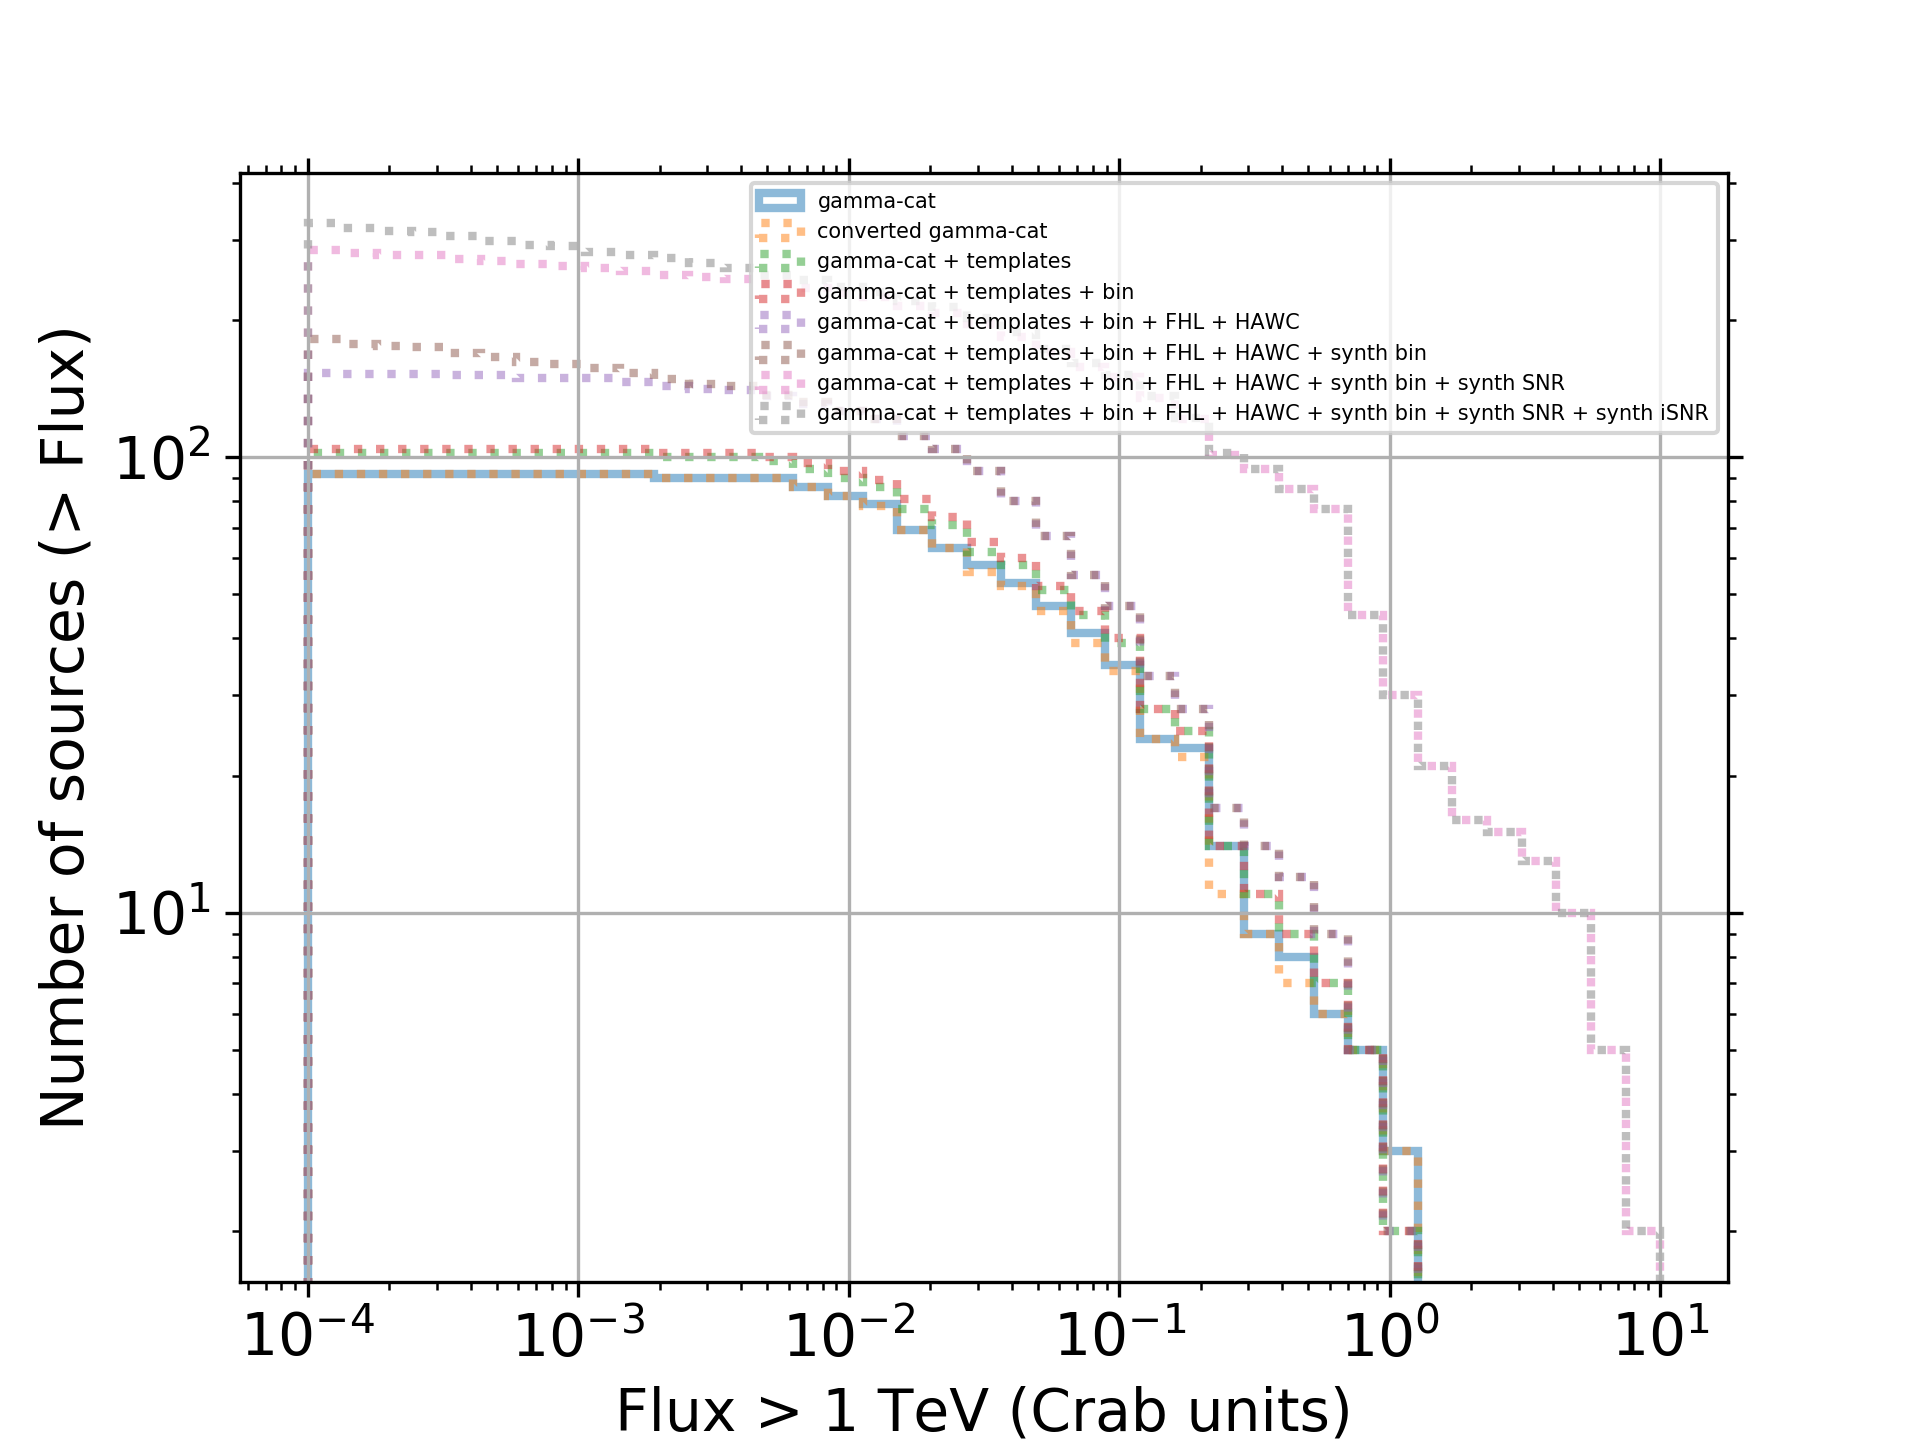 gamma-cat
converted gamma-cat
gamma-cat + templates
gamma-cat + templates + bin
gamma-cat + templates + bin + FHL + HAWC
gamma-cat + templates + bin + FHL + HAWC + synth bin
gamma-cat + templates + bin + FHL + HAWC + synth bin + synth SNR
gamma-cat + templates + bin + FHL + HAWC + synth bin + synth SNR + synth iSNR
Number of sources (> Flux)
10²
10¹
10⁻⁴ 10⁻³ 10⁻² 10⁻¹ 10⁰ 10¹
Flux > 1 TeV (Crab units)